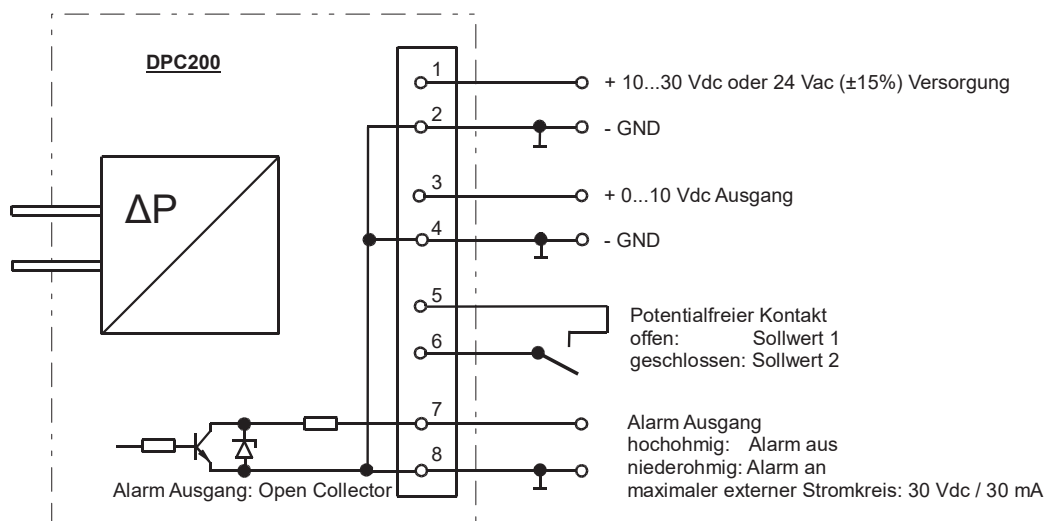 DPC200
ΔP
1
+ 10...30 Vdc oder 24 Vac (±15%) Versorgung
2
- GND
3
+ 0...10 Vdc Ausgang
4
- GND
5
Potentialfreier Kontakt
offen: Sollwert 1
6
geschlossen: Sollwert 2
7
Alarm Ausgang
hochohmig: Alarm aus
8
niederohmig: Alarm an
Alarm Ausgang: Open Collector
maximaler externer Stromkreis: 30 Vdc / 30 mA